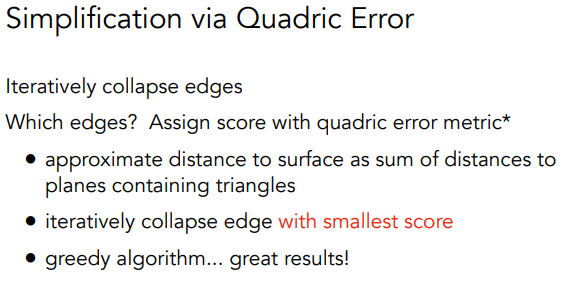 Simplification via Quadric Error
Iteratively collapse edges
Which edges?  Assign score with quadric error metric*
● approximate distance to surface as sum of distances to
planes containing triangles
● iteratively collapse edge with smallest score
● greedy algorithm... great results!